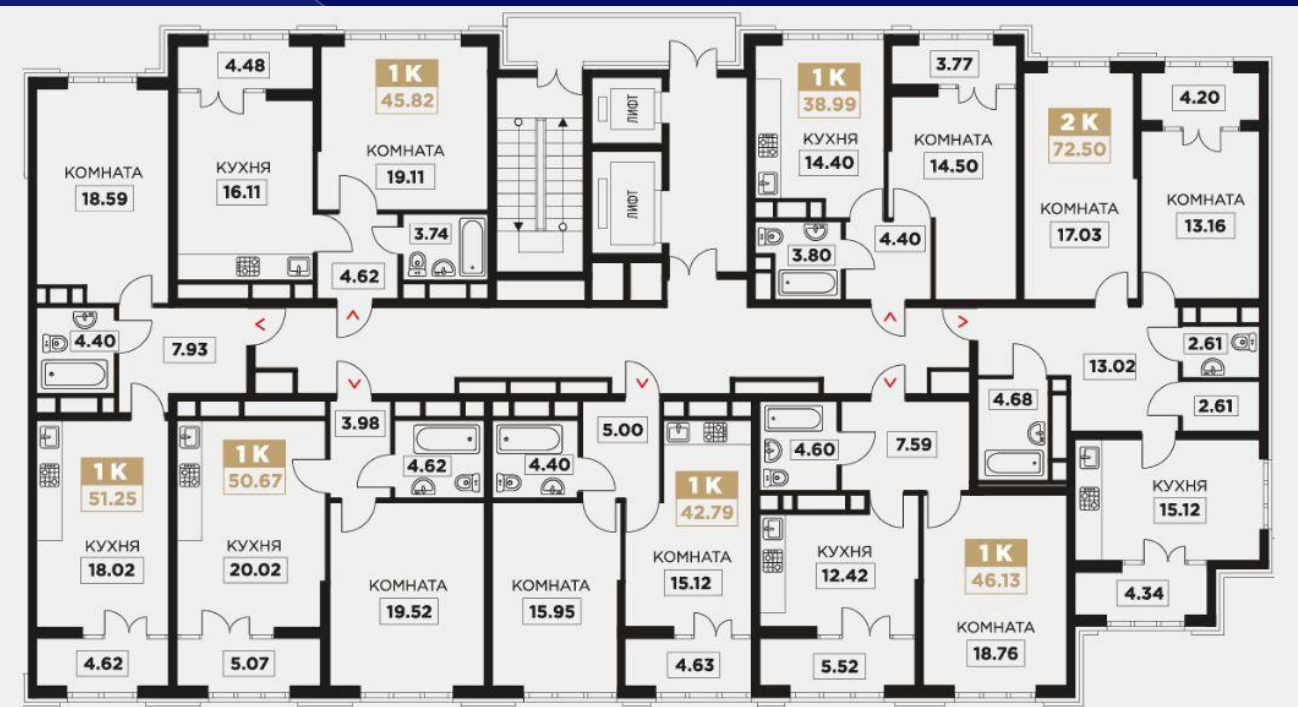 4.48
1 К
45.82
КОМНАТА
19.11
КОМНАТА
18.59
КУХНЯ
16.11
3.74
4.62
ЛИФТ
ЛИФТ
1 К
38.99
КУХНЯ
14.40
3.77
КОМНАТА
14.50
3.80
4.40
2 К
72.50
КОМНАТА
17.03
4.20
КОМНАТА
13.16
4.40
7.93
2.61
13.02
2.61
4.68
КУХНЯ
15.12
4.34
1 К
51.25
КУХНЯ
18.02
4.62
3.98
1 К
50.67
КУХНЯ
20.02
5.07
4.62
КОМНАТА
19.52
4.40
5.00
КОМНАТА
15.95
1 К
42.79
КОМНАТА
15.12
4.63
4.60
7.59
КУХНЯ
12.42
5.52
1 К
46.13
КОМНАТА
18.76